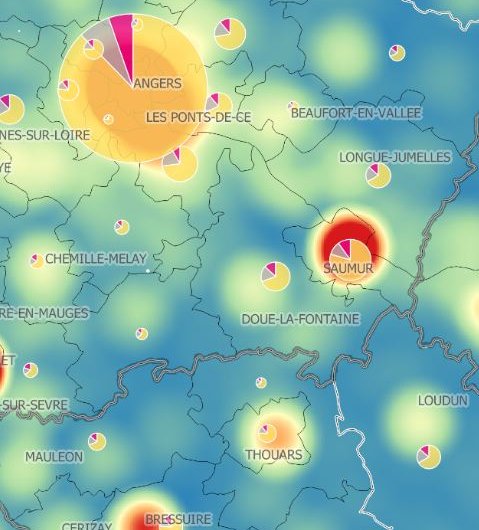 ANGERS
LES PONTS-DE-CE
BEAUFORT-EN-VALLEE
NES-SUR-LOIRE
LONGUE-JUMELLES
YE
CHEMILLE-MELAY
SAUMUR
RE-EN-MAUGES
DOUE-LA-FONTAINE
ET
-SUR-SEVRE
LOUDUN
MAULEON
THOUARS
BRESSUIRE
CERIZAY